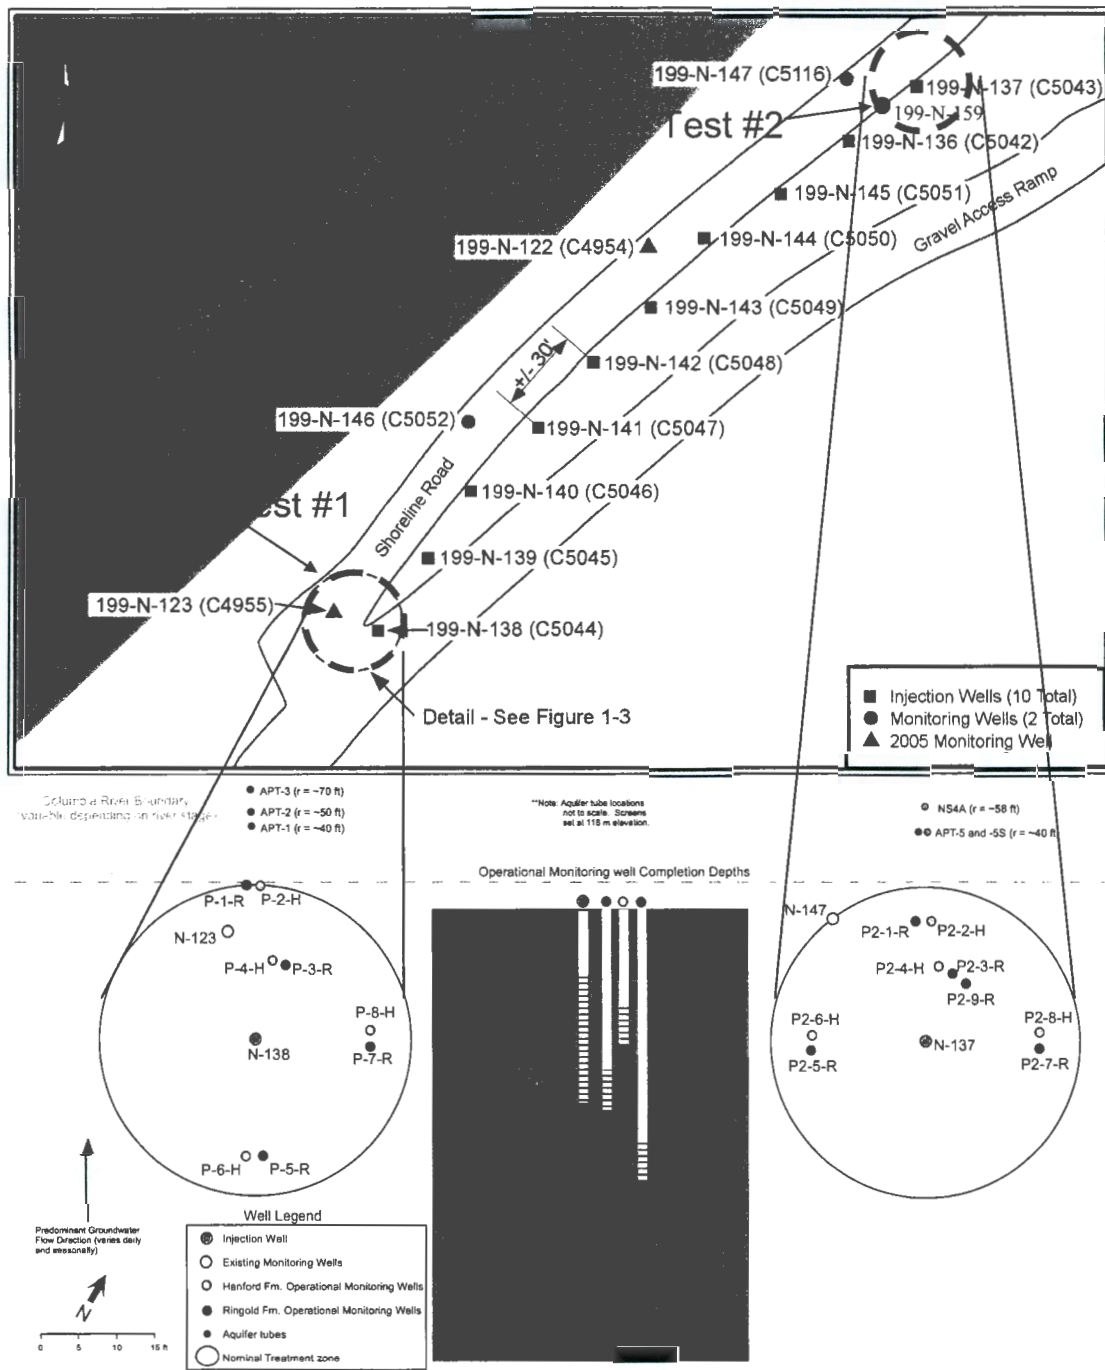 199-N-147 (C5116)
199-N-137 (C5043)
Test #2
199-N-159
199-N-136 (C5042)
199-N-145 (C5051)
Gravel Access Ramp
199-N-122 (C4954)
199-N-144 (C5050)
199-N-143 (C5049)
+/- 30'
199-N-142 (C5048)
199-N-146 (C5052)
199-N-141 (C5047)
Shoreline Road
199-N-140 (C5046)
est #1
199-N-139 (C5045)
199-N-123 (C4955)
199-N-138 (C5044)
Detail - See Figure 1-3
Injection Wells (10 Total)
Monitoring Wells (2 Total)
2005 Monitoring Well
Columbia River Boundary
variable depending on river stage
APT-3 (r = ~70 ft)
APT-2 (r = ~50 ft)
APT-1 (r = ~40 ft)
**Note: Aquifer tube locations
not to scale. Screens
set at 115 m elevation.
NS4A (r = ~58 ft)
APT-5 and -5S (r = ~40 ft
Operational Monitoring well Completion Depths
P-1-R
P-2-H
N-123
P-4-H
P-3-R
P-8-H
N-138
P-7-R
P-6-H
P-5-R
N-147
P2-1-R
P2-2-H
P2-4-H
P2-3-R
P2-9-R
P2-6-H
P2-8-H
N-137
P2-5-R
P2-7-R
Predominant Groundwater
Flow Direction (varies daily
and seasonally)
N
0 5 10 15 ft
Well Legend
Injection Well
Existing Monitoring Wells
Hanford Fm. Operational Monitoring Wells
Ringold Fm. Operational Monitoring Wells
Aquifer tubes
Nominal Treatment zone